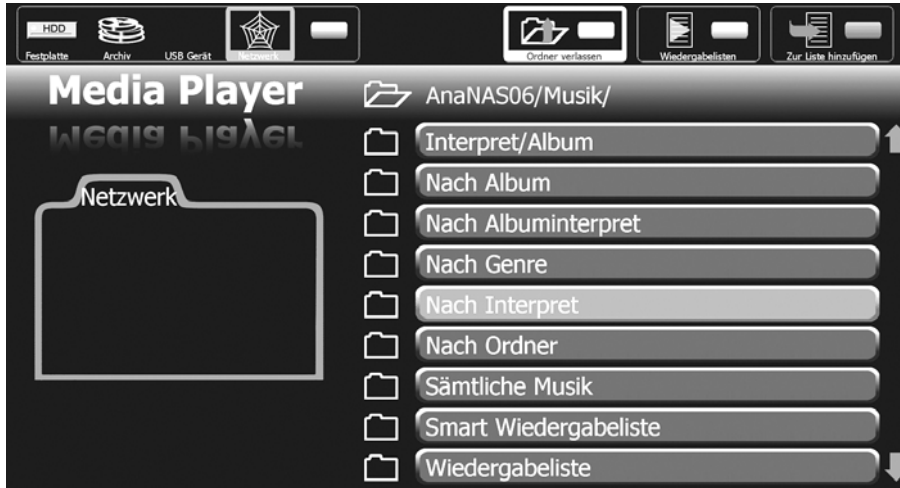 HDD
Festplatte
Archiv
USB Gerät
Netzwerk
Ordner verlassen
Wiedergabelisten
Zur Liste hinzufügen
Media Player
AnaNAS06/Musik/
Netzwerk
Interpret/Album
Nach Album
Nach Albuminterpret
Nach Genre
Nach Interpret
Nach Ordner
Sämtliche Musik
Smart Wiedergabeliste
Wiedergabeliste